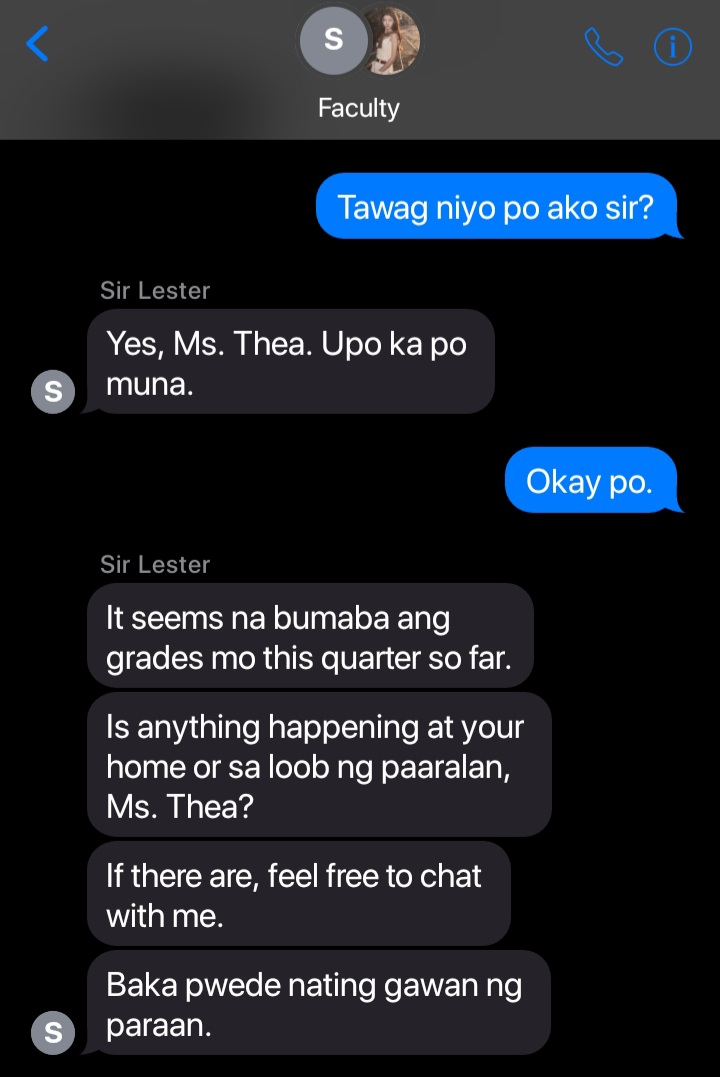 S
Faculty
Tawag niyo po ako sir?
Sir Lester
Yes, Ms. Thea. Upo ka po
muna.
S
Okay po.
Sir Lester
It seems na bumaba ang
grades mo this quarter so far.
Is anything happening at your
home or sa loob ng paaralan,
Ms. Thea?
If there are, feel free to chat
with me.
Baka pwede nating gawan ng
paraan.
S